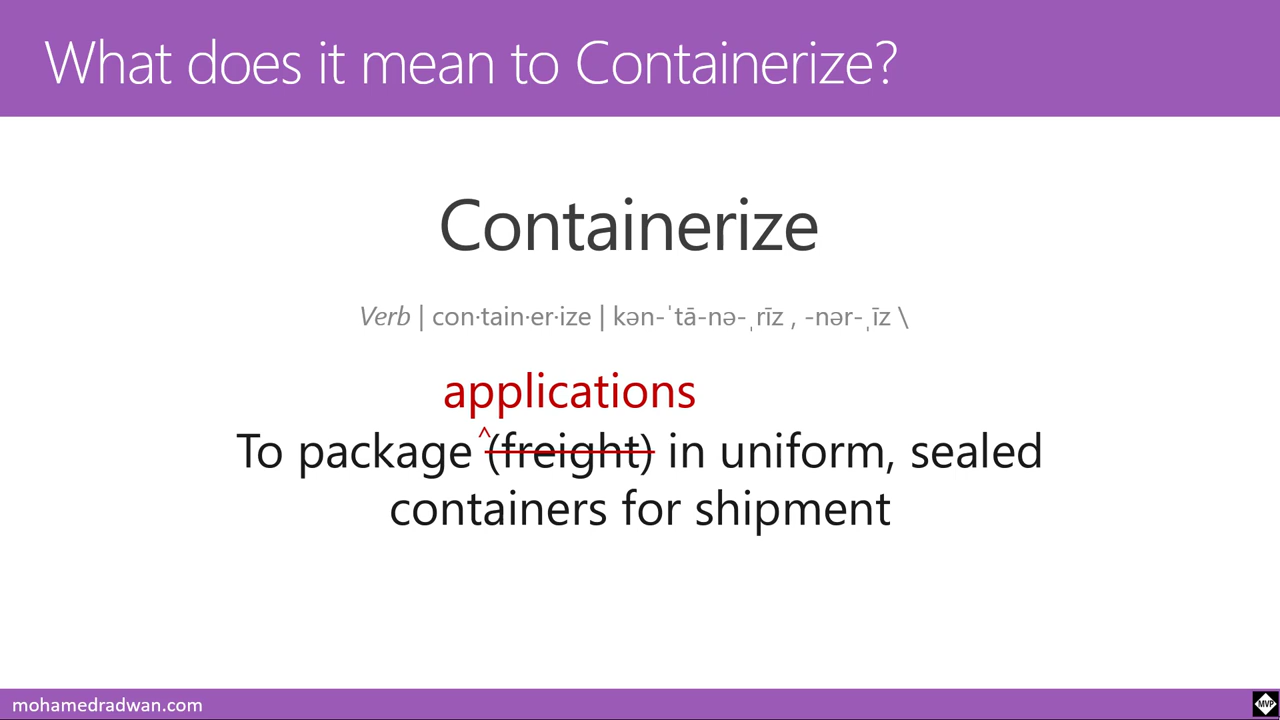 What does it mean to Containerize?
Containerize
Verb | con·tain·er·ize | kən-ˈtā-nə-ˌrīz , -nər-ˌīz \
applications
To package ^(freight) in uniform, sealed
containers for shipment
mohamedradwan.com
MVP